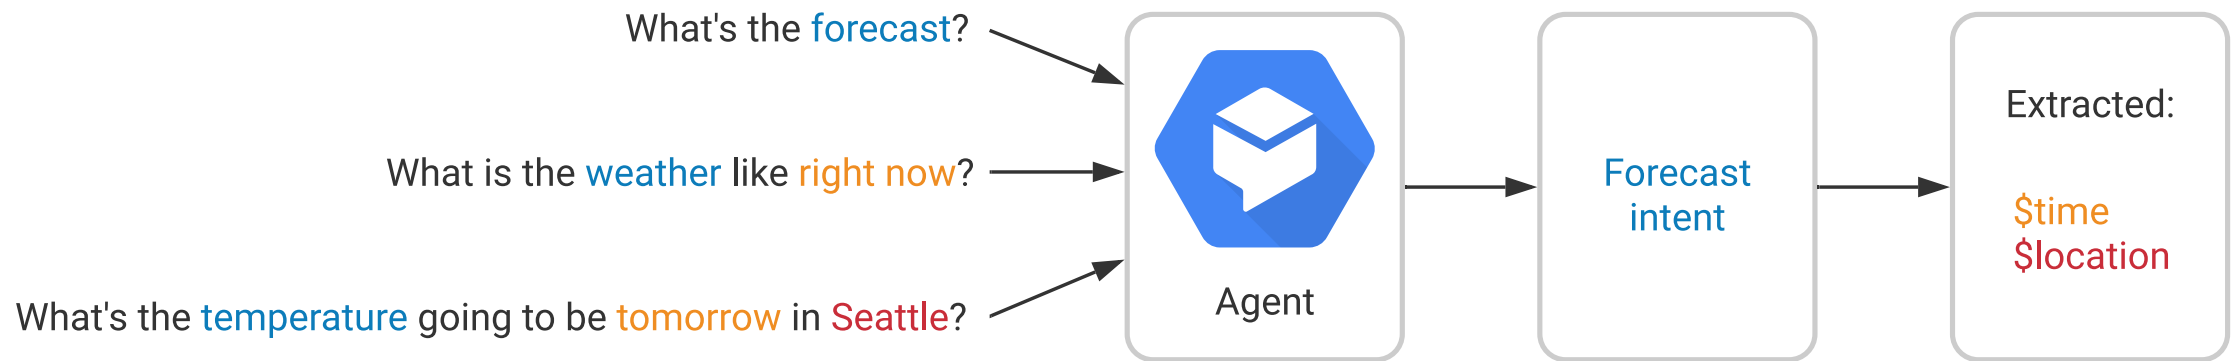 What's the forecast?
What is the weather like right now?
What's the temperature going to be tomorrow in Seattle?
Agent
Forecast
intent
Extracted:
$time
$location